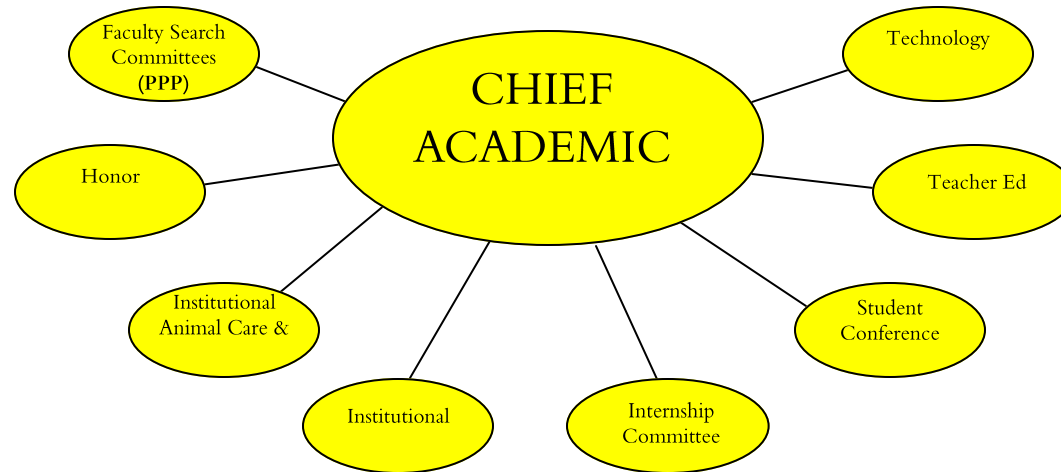 Faculty Search
Committees
(PPP)
CHIEF
ACADEMIC
Technology
Honor
Teacher Ed
Institutional
Animal Care &
Student
Conference
Institutional
Internship
Committee